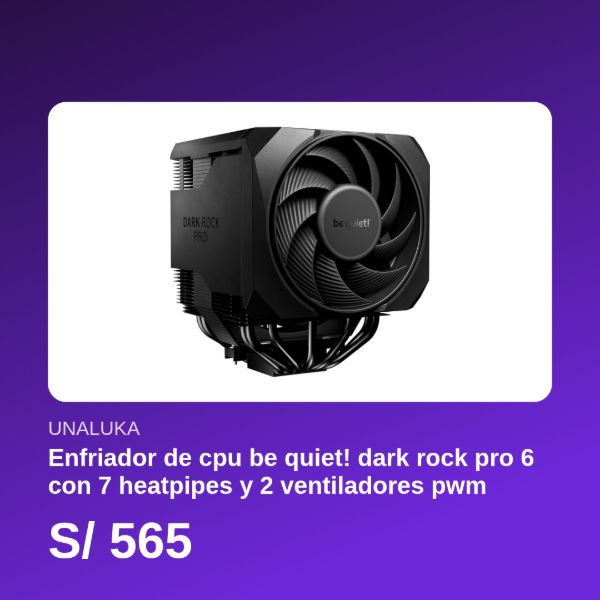 DARK ROCK
PRO
be quiet!
UNALUKA
Enfriador de cpu be quiet! dark rock pro 6
con 7 heatpipes y 2 ventiladores pwm
S/ 565